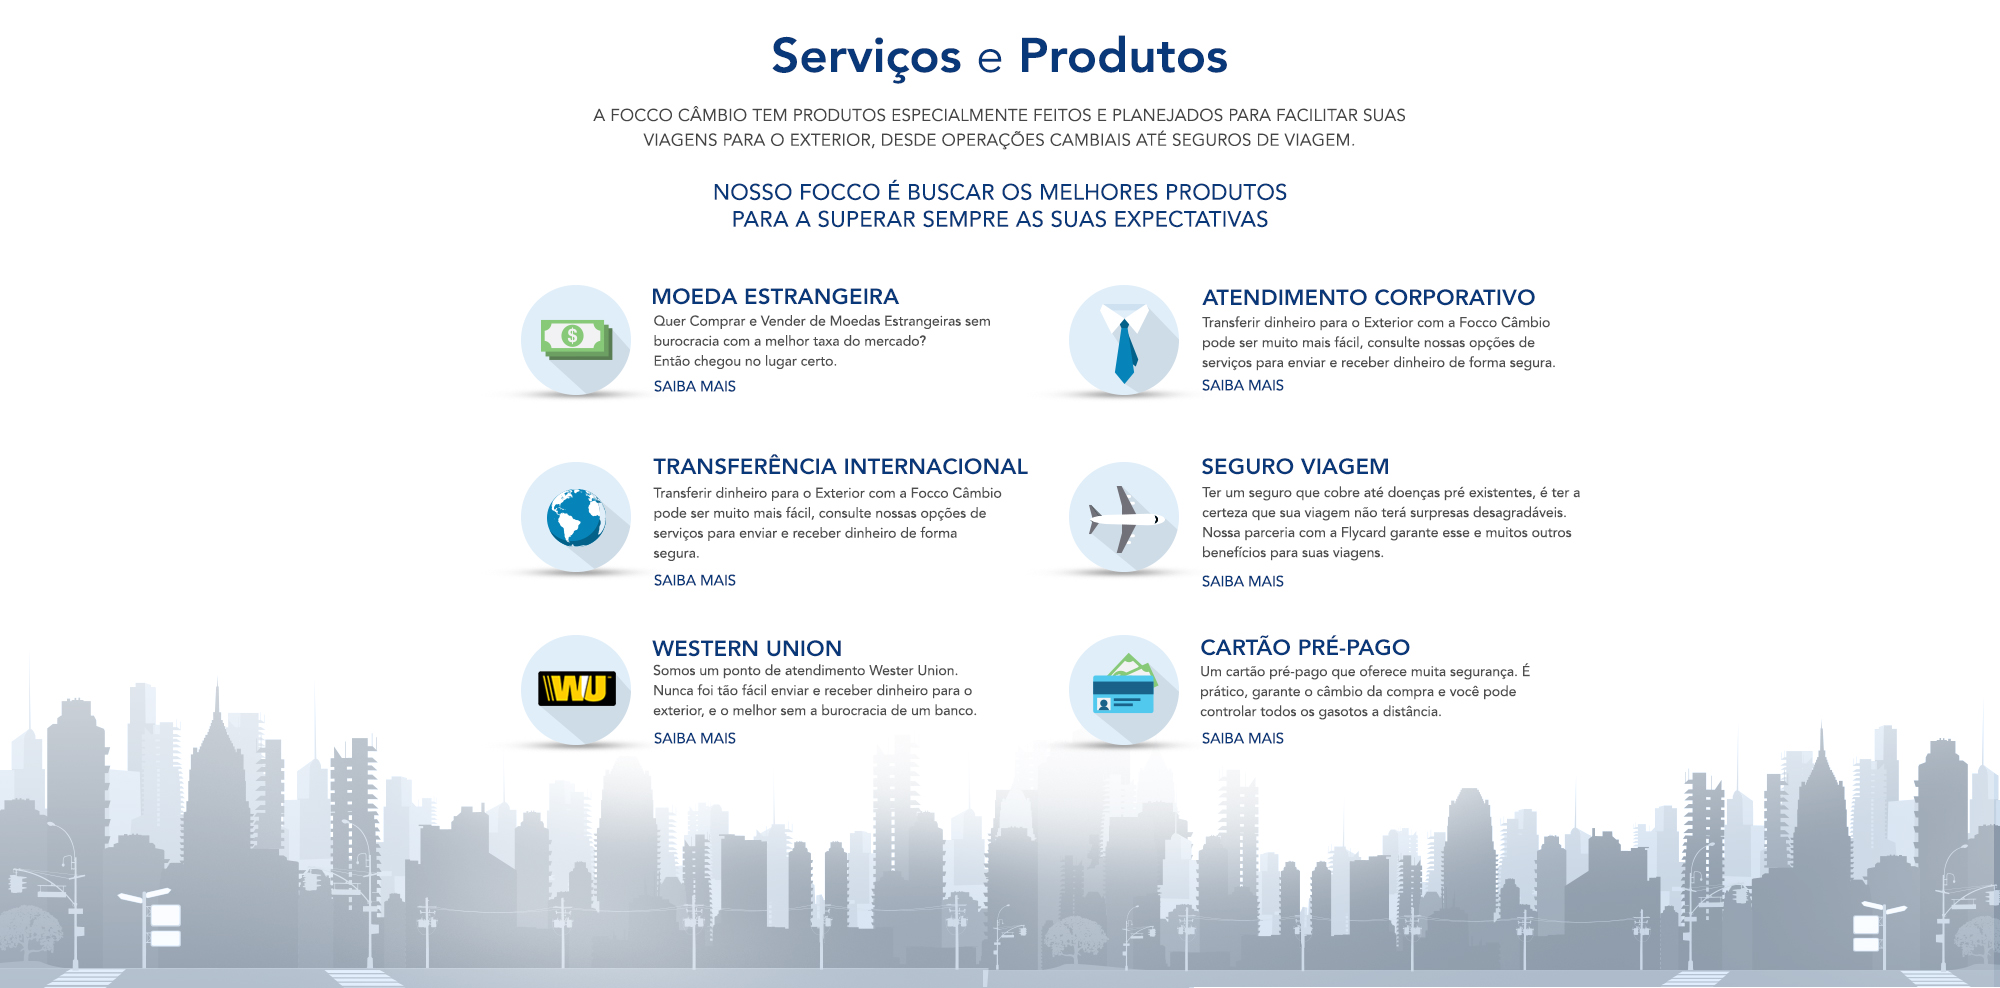 Serviços e Produtos
A FOCCO CÂMBIO TEM PRODUTOS ESPECIALMENTE FEITOS E PLANEJADOS PARA FACILITAR SUAS
VIAGENS PARA O EXTERIOR, DESDE OPERAÇÕES CAMBIAIS ATÉ SEGUROS DE VIAGEM.
NOSSO FOCCO É BUSCAR OS MELHORES PRODUTOS
PARA A SUPERAR SEMPRE AS SUAS EXPECTATIVAS
MOEDA ESTRANGEIRA
Quer Comprar e Vender de Moedas Estrangeiras sem
burocracia com a melhor taxa do mercado?
Então chegou no lugar certo.
SAIBA MAIS
ATENDIMENTO CORPORATIVO
Transferir dinheiro para o Exterior com a Focco Câmbio
pode ser muito mais fácil, consulte nossas opções de
serviços para enviar e receber dinheiro de forma segura.
SAIBA MAIS
TRANSFERÊNCIA INTERNACIONAL
Transferir dinheiro para o Exterior com a Focco Câmbio
pode ser muito mais fácil, consulte nossas opções de
serviços para enviar e receber dinheiro de forma
segura.
SAIBA MAIS
SEGURO VIAGEM
Ter um seguro que cobre até doenças pré existentes, é ter a
certeza que sua viagem não terá surpresas desagradáveis.
Nossa parceria com a Flycard garante esse e muitos outros
benefícios para suas viagens.
SAIBA MAIS
WU
WESTERN UNION
Somos um ponto de atendimento Wester Union.
Nunca foi tão fácil enviar e receber dinheiro para o
exterior, e o melhor sem a burocracia de um banco.
SAIBA MAIS
CARTÃO PRÉ-PAGO
Um cartão pré-pago que oferece muita segurança. É
prático, garante o câmbio da compra e você pode
controlar todos os gasotos a distância.
SAIBA MAIS